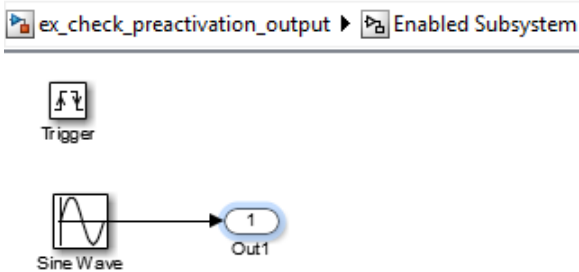 ex_check_preactivation_output Enabled Subsystem
Trigger
1
Out1
Sine Wave